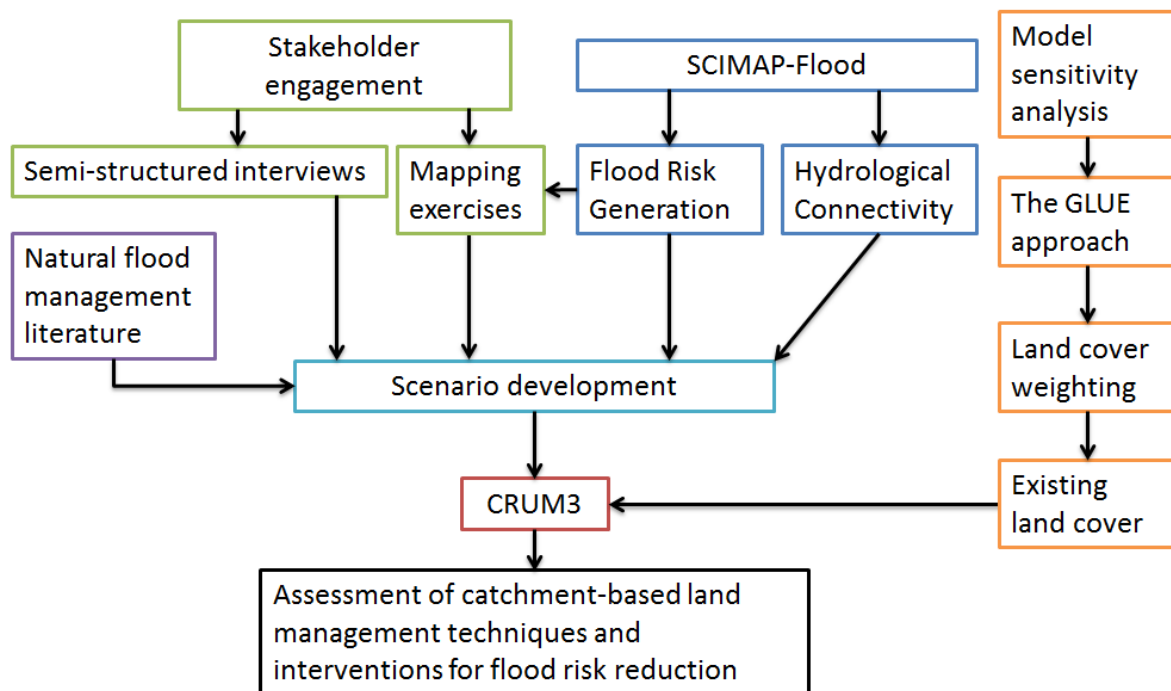 Stakeholder
engagement
SCIMAP-Flood
Model
sensitivity
analysis
Semi-structured interviews
Mapping
exercises
Flood Risk
Generation
Hydrological
Connectivity
The GLUE
approach
Natural flood
management
literature
Scenario development
Land cover
weighting
CRUM3
Existing
land cover
Assessment of catchment-based land
management techniques and
interventions for flood risk reduction